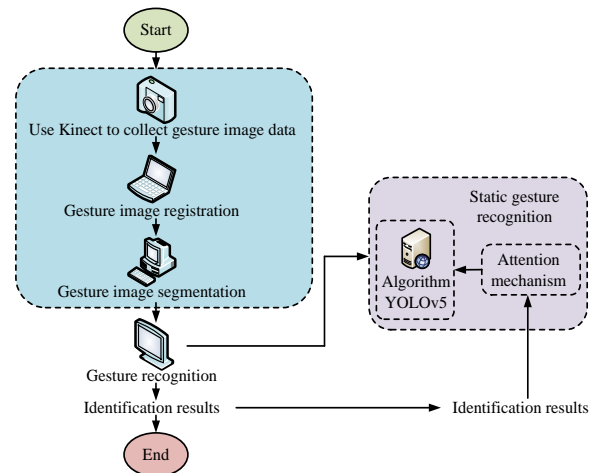 Start
Use Kinect to collect gesture image data
Gesture image registration
Gesture image segmentation
Gesture recognition
Identification results
End
Static gesture
recognition
Algorithm
YOLOv5
Attention
mechanism
Identification results